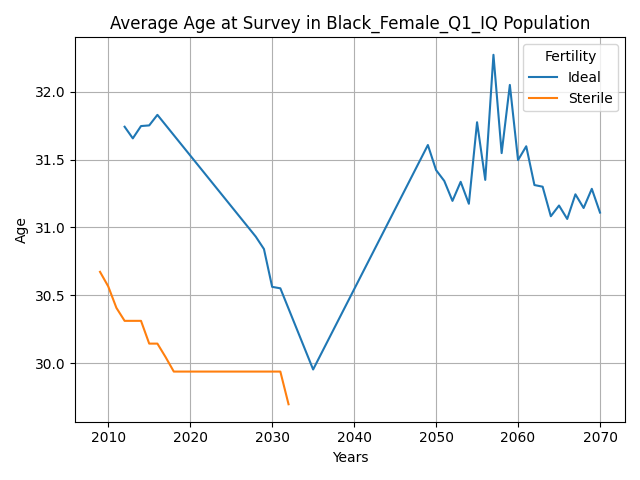 Average Age at Survey in Black_Female_Q1_IQ Population
Fertility
Ideal
Sterile
32.0
31.5
31.0
30.5
30.0
Age
2010
2020
2030
2040
2050
2060
2070
Years